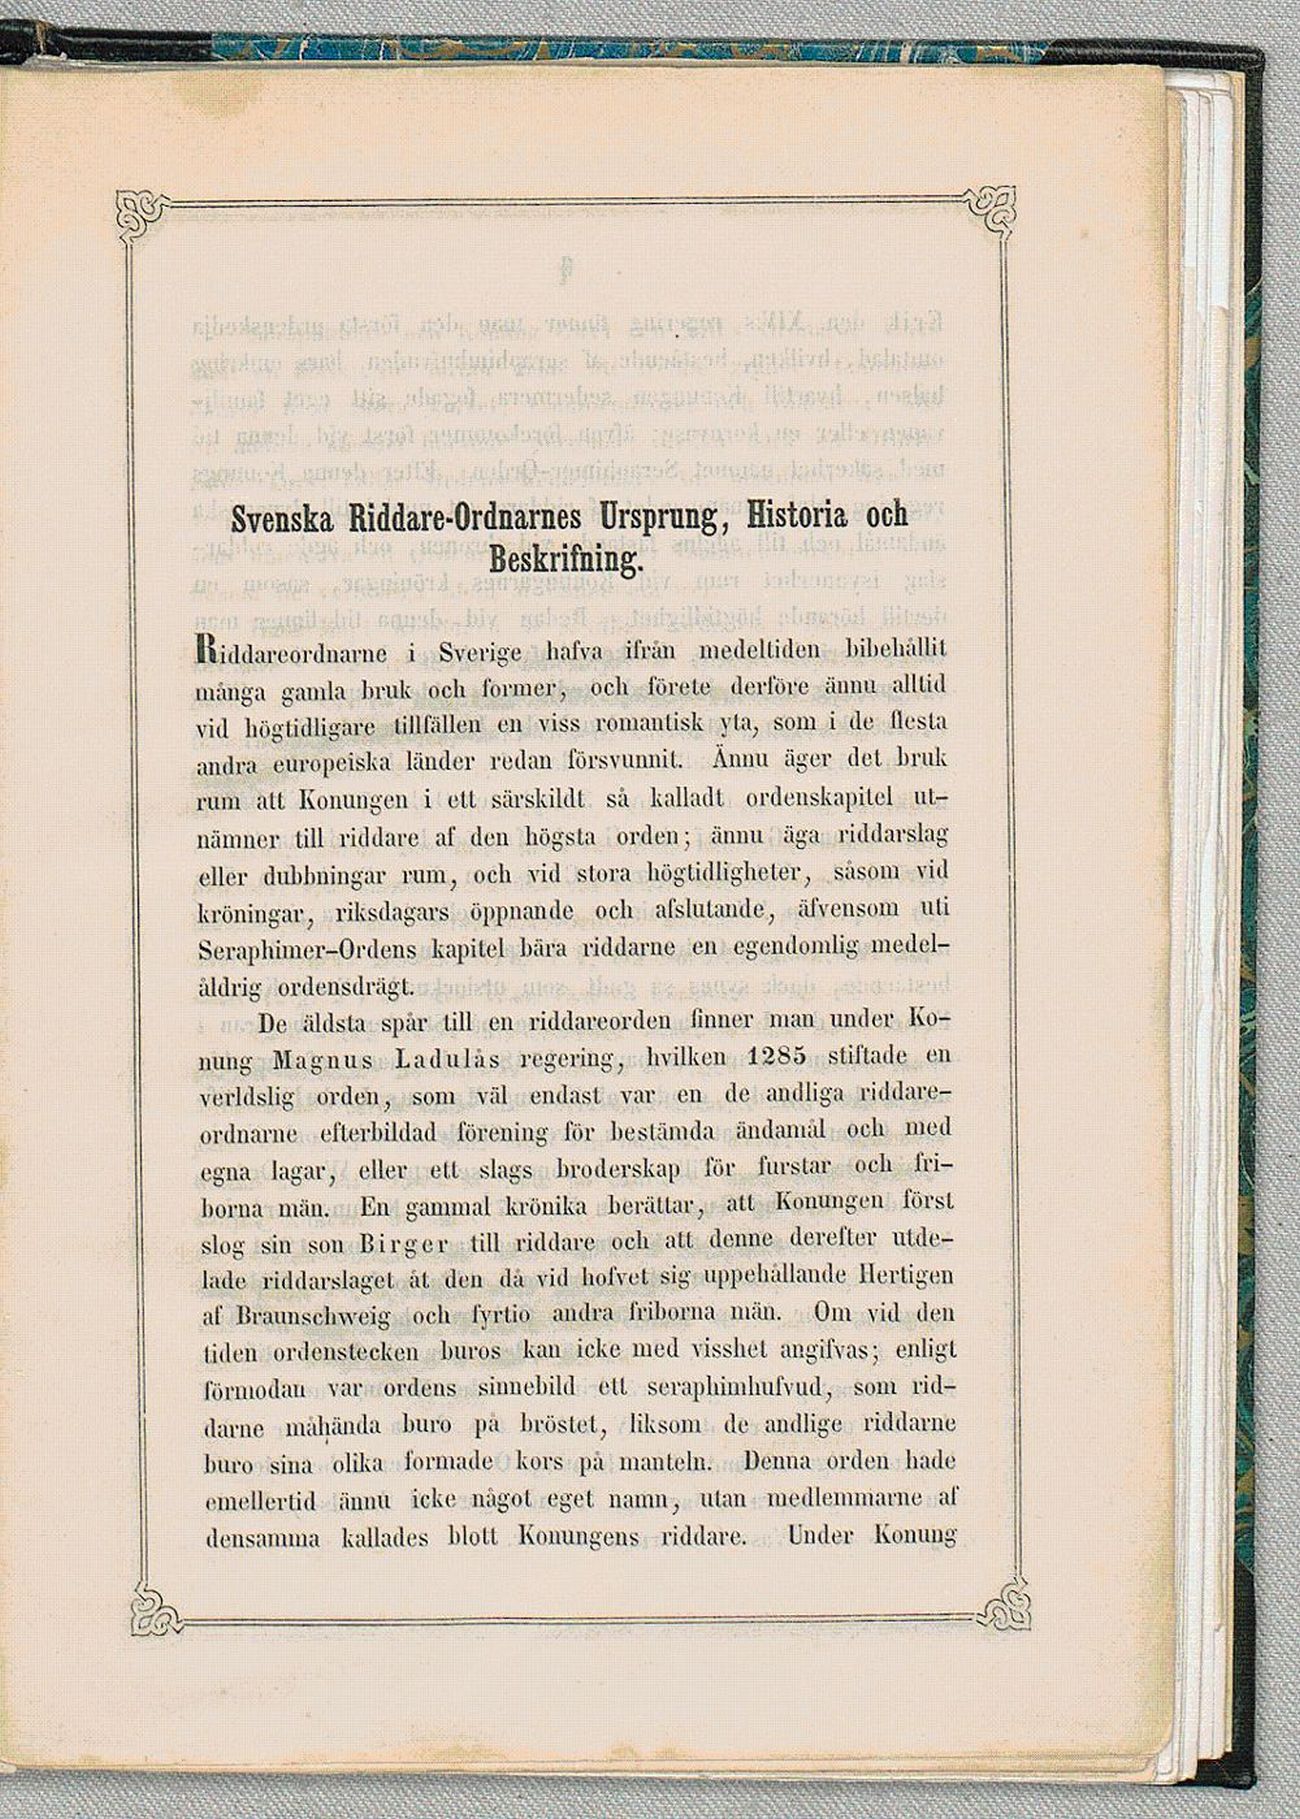 Svenska Riddare-Ordnarnes Ursprung, Historia och
Beskrifning.
Riddareordnarne i Sverige hafva ifrån medeltiden bibehållit
många gamla bruk och former, och förete derföre ännu alltid
vid högtidligare tillfällen en viss romantisk yta, som i de flesta
andra europeiska länder redan försvunnit. Ännu äger det bruk
rum att Konungen i ett särskildt så kalladt ordenskapitel ut-
nämner till riddare af den högsta orden; ännu äga riddarslag
eller dubbningar rum, och vid stora högtidligheter, såsom vid
kröningar, riksdagars öppnande och afslutande, äfvensom uti
Seraphimer-Ordens kapitel bära riddarne en egendomlig medel-
åldrig ordensdrägt.
De äldsta spår till en riddareorden finner man under Ko-
nung Magnus Ladulås regering, hvilken 1285 stiftade en
verldslig orden, som väl endast var en de andliga riddare-
ordnarne efterbildad förening för bestämda ändamål och med
egna lagar, eller ett slags broderskap för furstar och fri-
borna män. En gammal krönika berättar, att Konungen först
slog sin son Birger till riddare och att denne derefter utde-
lade riddarslaget åt den då vid hofvet sig uppehållande Hertigen
af Braunschweig och fyrtio andra friborna män. Om vid den
tiden ordenstecken buros kan icke med visshet angifvas; enligt
förmodan var ordens sinnebild ett seraphimhufvud, som rid-
darne måhända buro på bröstet, liksom de andlige riddarne
buro sina olika formade kors på manteln. Denna orden hade
emellertid ännu icke något eget namn, utan medlemmarne af
densamma kallades blott Konungens riddare. Under Konung